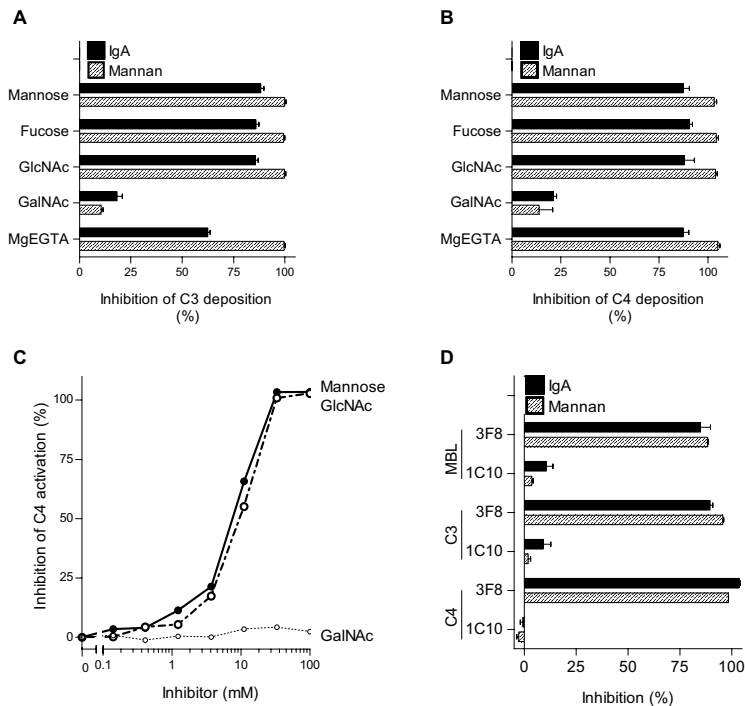 A
IgA
Mannan
Mannose
Fucose
GlcNAc
GalNAc
MgEGTA
0 25 50 75 100
Inhibition of C3 deposition
(%)
B
IgA
Mannan
Mannose
Fucose
GlcNAc
GalNAc
MgEGTA
0 25 50 75 100
Inhibition of C4 deposition
(%)
C
Inhibition of C4 activation (%)
100
75
50
25
0
Mannose
GlcNAc
GalNAc
0 0.1 1 10 100
Inhibitor (mM)
D
IgA
Mannan
MBL
3F8
1C10
C3
3F8
1C10
C4
3F8
1C10
0 25 50 75 100
Inhibition (%)